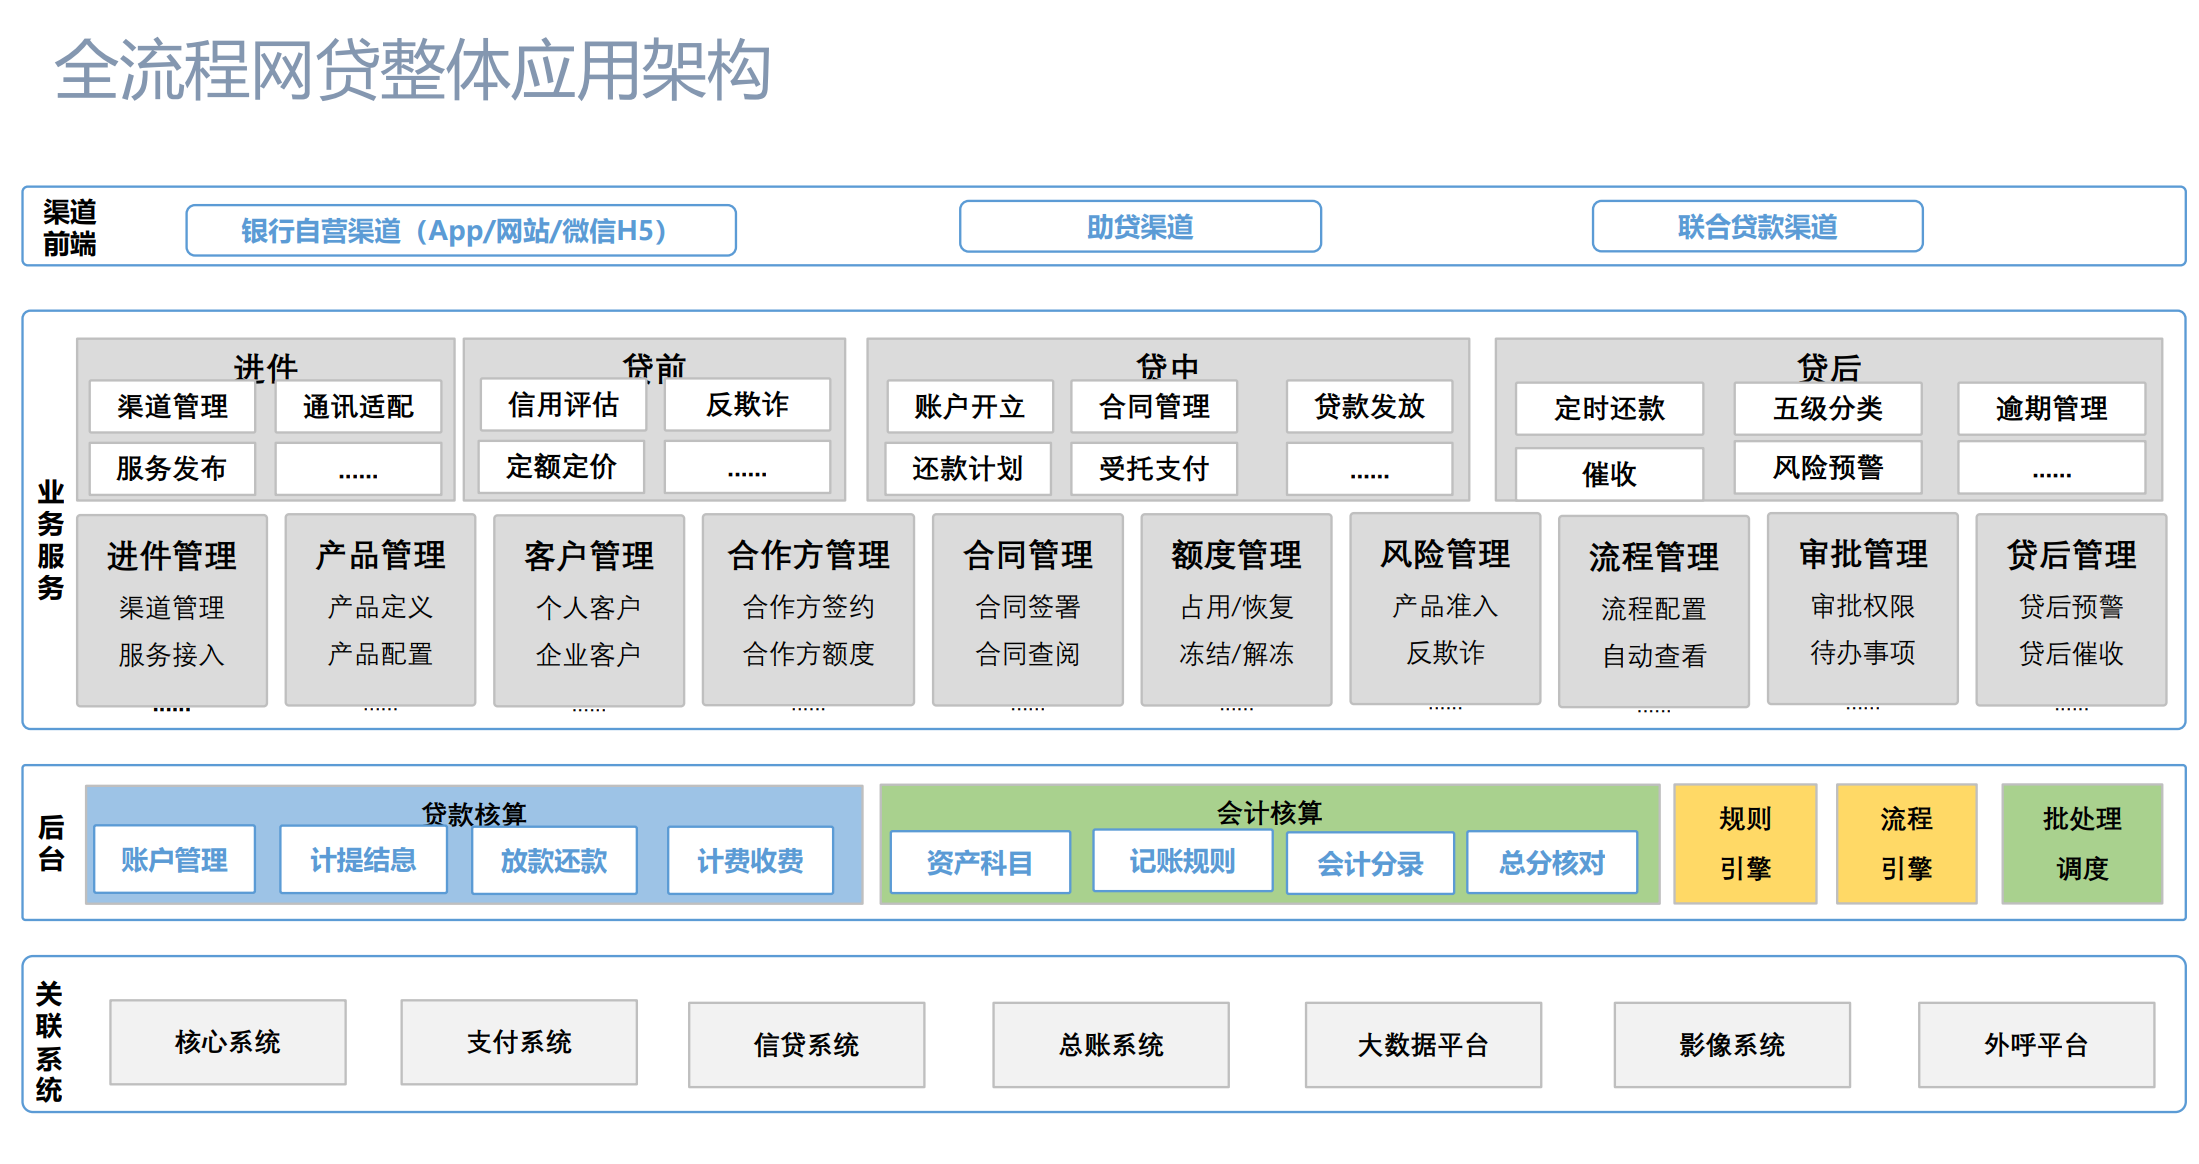 全流程网贷整体应用架构
渠道
前端
银行自营渠道（App/网站/微信H5）
助贷渠道
联合贷款渠道
业
务
服
务
进件
渠道管理
通讯适配
服务发布
……
贷前
信用评估
反欺诈
定额定价
……
贷中
账户开立
合同管理
贷款发放
还款计划
受托支付
……
贷后
定时还款
五级分类
逾期管理
催收
风险预警
……
进件管理
渠道管理
服务接入
……
产品管理
产品定义
产品配置
……
客户管理
个人客户
企业客户
……
合作方管理
合作方签约
合作方额度
……
合同管理
合同签署
合同查阅
……
额度管理
占用/恢复
冻结/解冻
……
风险管理
产品准入
反欺诈
……
流程管理
流程配置
自动查看
……
审批管理
审批权限
待办事项
……
贷后管理
贷后预警
贷后催收
……
后
台
贷款核算
账户管理
计提结息
放款还款
计费收费
会计核算
资产科目
记账规则
会计分录
总分核对
规则
引擎
流程
引擎
批处理
调度
关
联
系
统
核心系统
支付系统
信贷系统
总账系统
大数据平台
影像系统
外呼平台